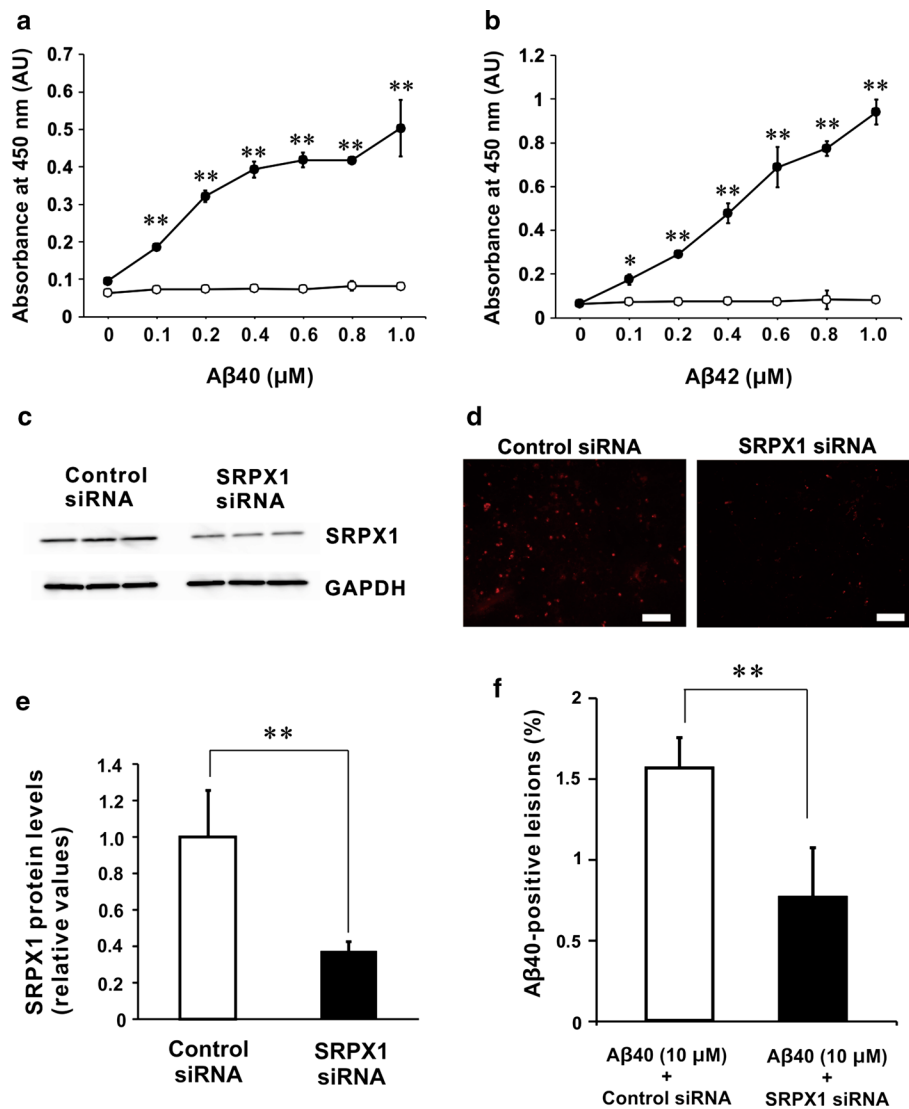 a
Absorbance at 450 nm (AU)
0.7
0.6
0.5
0.4
0.3
0.2
0.1
0
**
**
**
**
**
**
0
0.1
0.2
0.4
0.6
0.8
1.0
Aβ40 (μM)
b
Absorbance at 450 nm (AU)
1.2
1
0.8
0.6
0.4
0.2
0
*
**
**
**
**
**
0
0.1
0.2
0.4
0.6
0.8
1.0
Aβ42 (μM)
c
Control
siRNA
SRPX1
siRNA
SRPX1
GAPDH
d
Control siRNA
SRPX1 siRNA
e
SRPX1 protein levels
(relative values)
1.4
1.2
1.0
0.8
0.6
0.4
0.2
0
**
Control
siRNA
SRPX1
siRNA
f
Aβ40-positive leisions (%)
2
1.5
1
0.5
0
**
Aβ40 (10 μM)
+
Control siRNA
Aβ40 (10 μM)
+
SRPX1 siRNA